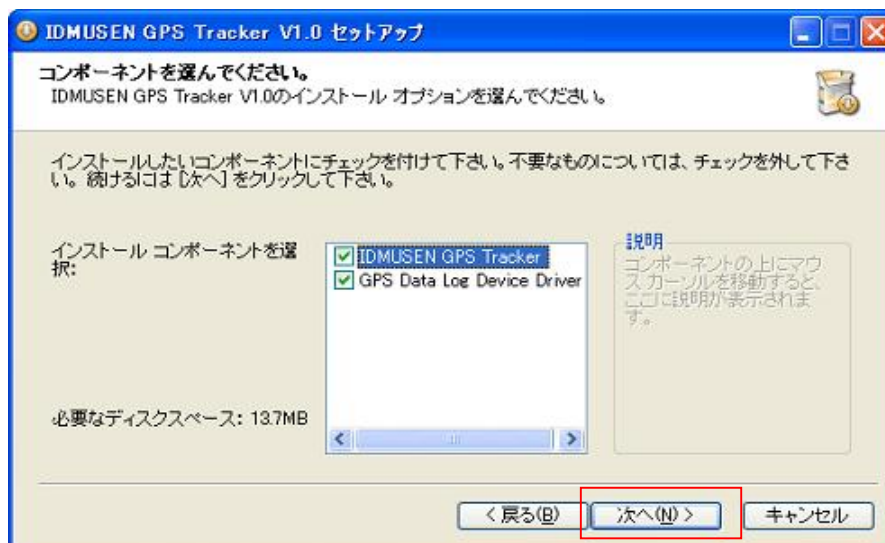 IDMUSEN GPS Tracker V1.0 セットアップ
コンポーネントを選んでください。
IDMUSEN GPS Tracker V1.0のインストール オプションを選んでください。
インストールしたいコンポーネントにチェックを付けて下さい。不要なものについては、チェックを外して下さ
い。 続けるには [次へ] をクリックして下さい。
インストール コンポーネントを選
択:
IDMUSEN GPS Tracker
GPS Data Log Device Driver
説明
コンポーネントの上にマウ
ス カーソルを移動すると、
ここに説明が表示されま
す。
必要なディスクスペース: 13.7MB
< 戻る(B)
次へ(N) >
キャンセル